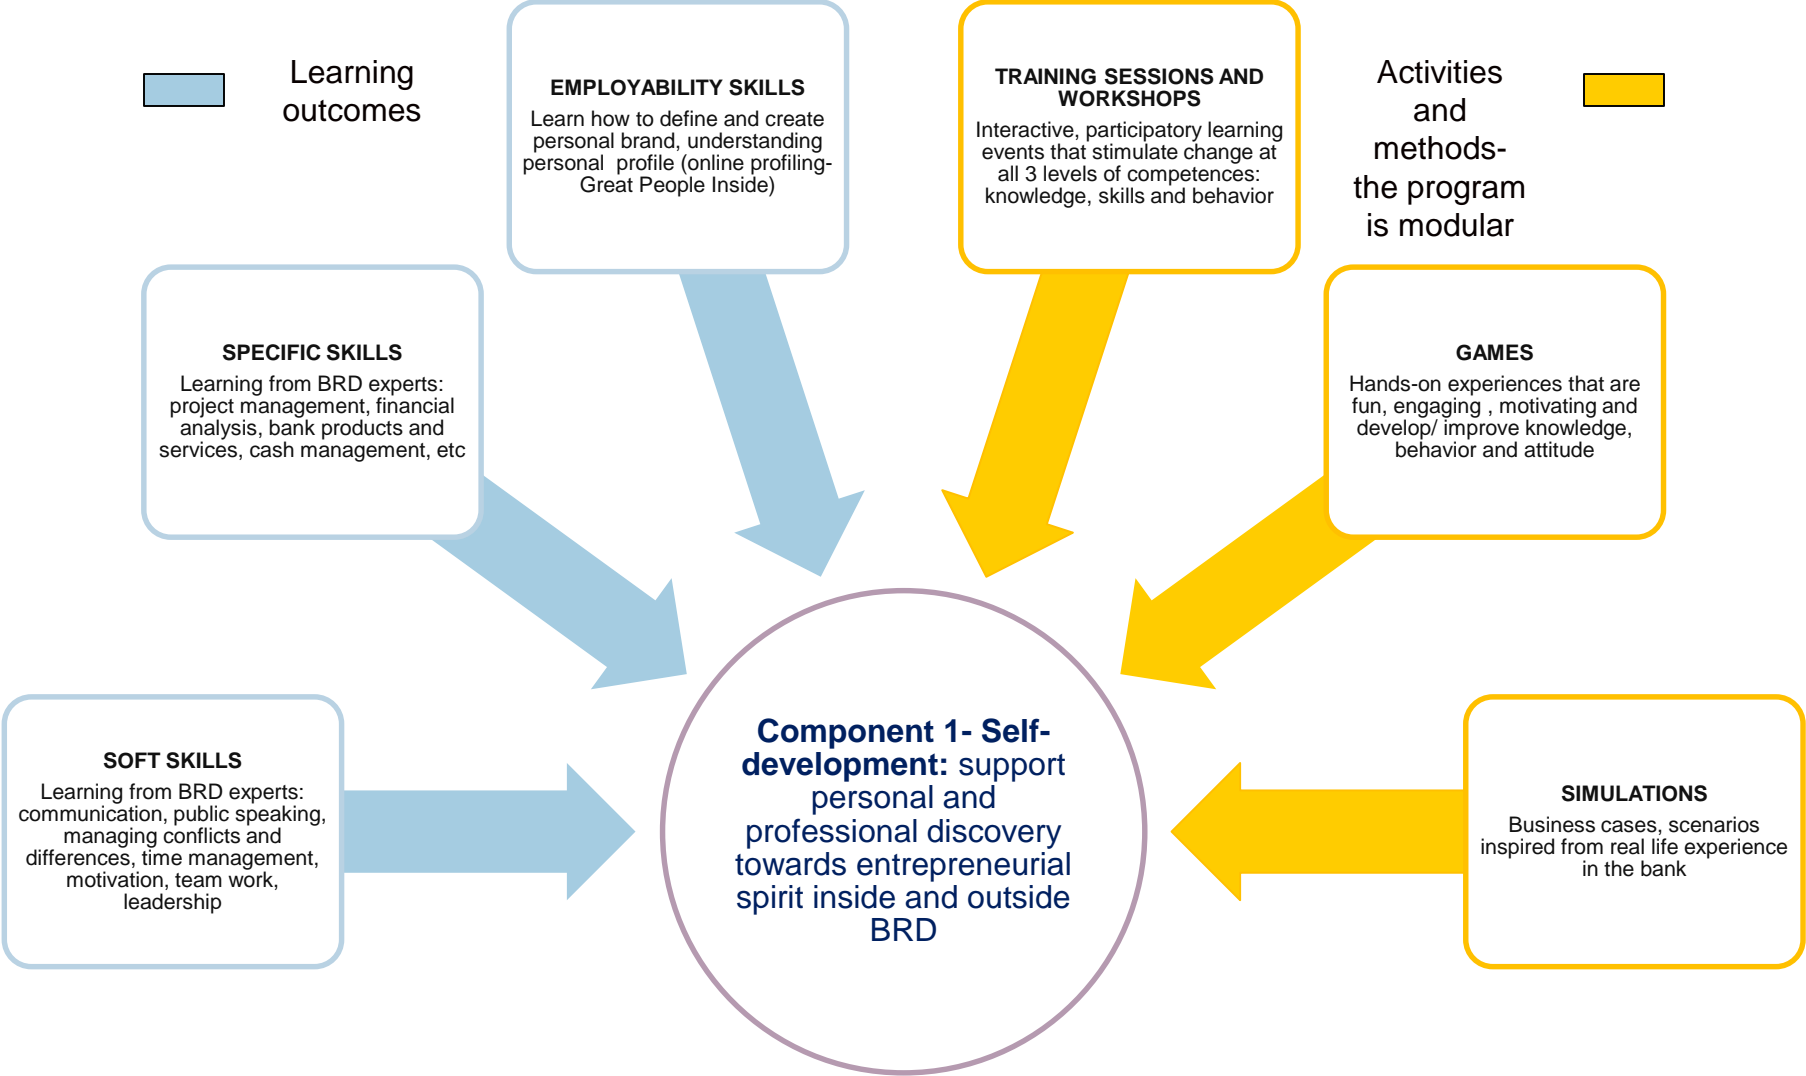 Learning
outcomes
EMPLOYABILITY SKILLS
Learn how to define and create
personal brand, understanding
personal  profile (online profiling-
Great People Inside)
TRAINING SESSIONS AND
WORKSHOPS
Interactive, participatory learning
events that stimulate change at
all 3 levels of competences:
knowledge, skills and behavior
Activities
and
methods-
the program
is modular
SPECIFIC SKILLS
Learning from BRD experts:
project management, financial
analysis, bank products and
services, cash management, etc
GAMES
Hands-on experiences that are
fun, engaging , motivating and
develop/ improve knowledge,
behavior and attitude
SOFT SKILLS
Learning from BRD experts:
communication, public speaking,
managing conflicts and
differences, time management,
motivation, team work,
leadership
Component 1- Self-
development: support
personal and
professional discovery
towards entrepreneurial
spirit inside and outside
BRD
SIMULATIONS
Business cases, scenarios
inspired from real life experience
in the bank